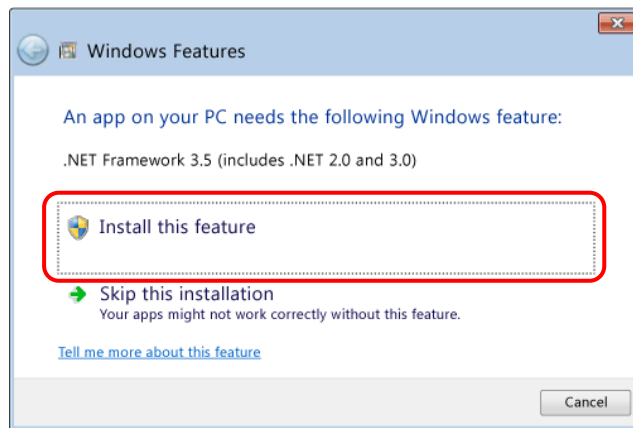 Windows Features
An app on your PC needs the following Windows feature:
.NET Framework 3.5 (includes .NET 2.0 and 3.0)
Install this feature
Skip this installation
Your apps might not work correctly without this feature.
Tell me more about this feature
Cancel